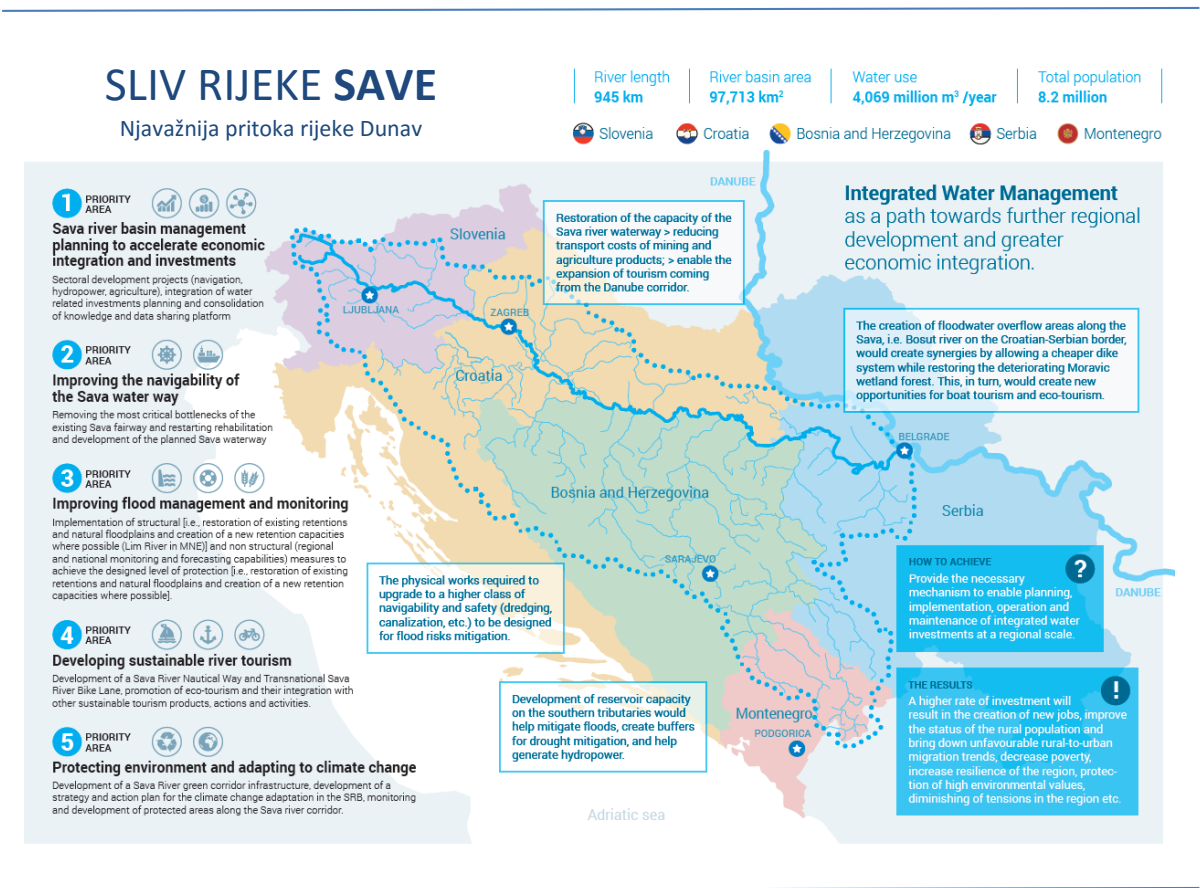 SLIV RIJEKE SAVE
Njavažnija pritoka rijeke Dunav
River length
945 km
River basin area
97,713 km²
Water use
4,069 million m³ /year
Total population
8.2 million
Slovenia
Croatia
Bosnia and Herzegovina
Serbia
Montenegro
1 PRIORITY
AREA
Sava river basin management
planning to accelerate economic
integration and investments
Sectoral development projects (navigation,
hydropower, agriculture), integration of water
related investments planning and consolidation
of knowledge and data sharing platform
2 PRIORITY
AREA
Improving the navigability of
the Sava water way
Removing the most critical bottlenecks of the
existing Sava fairway and restarting rehabilitation
and development of the planned Sava waterway
3 PRIORITY
AREA
Improving flood management and monitoring
Implementation of structural [i.e., restoration of existing retentions
and natural floodplains and creation of a new retention capacities
where possible (Lim River in MNE)] and non structural (regional
and national monitoring and forecasting capabilities) measures to
achieve the designed level of protection [i.e., restoration of existing
retentions and natural floodplains and creation of a new retention
capacities where possible].
4 PRIORITY
AREA
Developing sustainable river tourism
Development of a Sava River Nautical Way and Transnational Sava
River Bike Lane, promotion of eco-tourism and their integration with
other sustainable tourism products, actions and activities.
5 PRIORITY
AREA
Protecting environment and adapting to climate change
Development of a Sava River green corridor infrastructure, development of a
strategy and action plan for the climate change adaptation in the SRB, monitoring
and development of protected areas along the Sava river corridor.
DANUBE
Integrated Water Management
as a path towards further regional
development and greater
economic integration.
Restoration of the capacity of the
Sava river waterway > reducing
transport costs of mining and
agriculture products; > enable the
expansion of tourism coming
from the Danube corridor.
The creation of floodwater overflow areas along the
Sava, i.e. Bosut river on the Croatian-Serbian border,
would create synergies by allowing a cheaper dike
system while restoring the deteriorating Moravic
wetland forest. This, in turn, would create new
opportunities for boat tourism and eco-tourism.
Slovenia
LJUBLJANA
ZAGREB
Croatia
BELGRADE
Bosnia and Herzegovina
Serbia
SARAJEVO
The physical works required to
upgrade to a higher class of
navigability and safety (dredging,
canalization, etc.) to be designed
for flood risks mitigation.
HOW TO ACHIEVE
?
Provide the necessary
mechanism to enable planning,
implementation, operation and
maintenance of integrated water
investments at a regional scale.
DANUBE
Development of reservoir capacity
on the southern tributaries would
help mitigate floods, create buffers
for drought mitigation, and help
generate hydropower.
Montenegro
PODGORICA
THE RESULTS
!
A higher rate of investment will
result in the creation of new jobs, improve
the status of the rural population and
bring down unfavourable rural-to-urban
migration trends, decrease poverty,
increase resilience of the region, protec-
tion of high environmental values,
diminishing of tensions in the region etc.
Adriatic sea